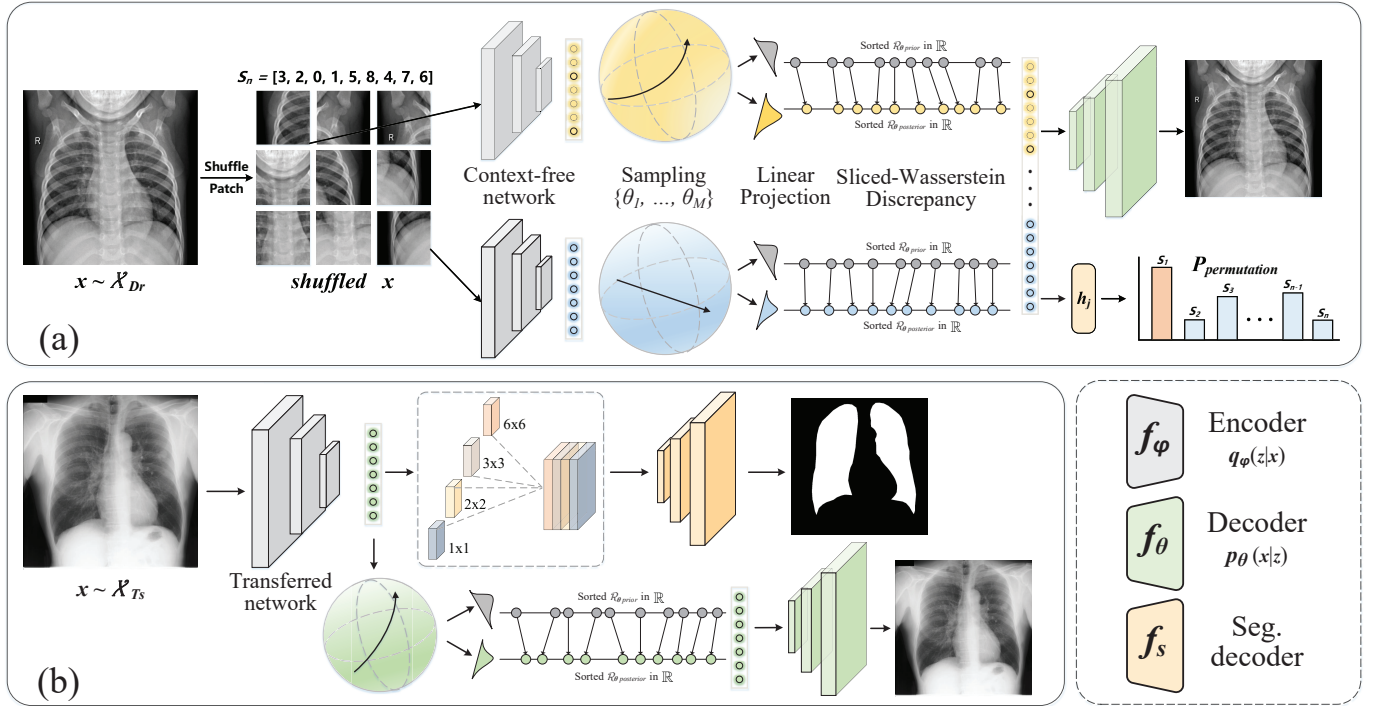 S_n = [3, 2, 0, 1, 5, 8, 4, 7, 6]
R
Shuffle
Patch
R
x ~ X_Dr
shuffled x
Context-free
network
Sampling
{θ_1, ..., θ_M}
Linear
Projection
Sliced-Wasserstein
Discrepancy
Sorted R_θ prior in ℝ
Sorted R_θ posterior in ℝ
Sorted R_θ prior in ℝ
Sorted R_θ posterior in ℝ
R
h_j
P_permutation
S_1
S_2
S_3
...
S_n-1
S_n
(a)
x ~ X_Ts
Transferred
network
6x6
3x3
2x2
1x1
Sorted R_θ prior in ℝ
Sorted R_θ posterior in ℝ
(b)
f_φ
Encoder
q_φ(z|x)
f_θ
Decoder
p_θ (x|z)
f_s
Seg.
decoder